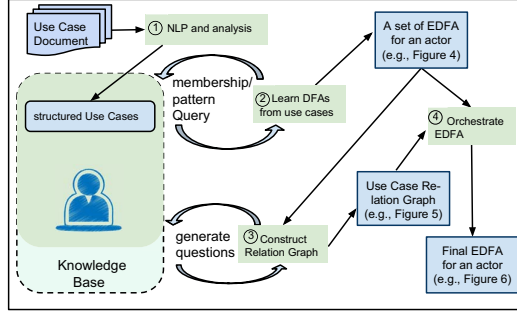 Use Case
Document
① NLP and analysis
A set of EDFA
for an actor
(e.g., Figure 4)
structured Use Cases
membership/
pattern
Query
② Learn DFAs
from use cases
④ Orchestrate
EDFA
Use Case Re-
lation Graph
(e.g., Figure 5)
generate
questions
③ Construct
Relation Graph
Knowledge
Base
Final EDFA
for an actor
(e.g., Figure 6)